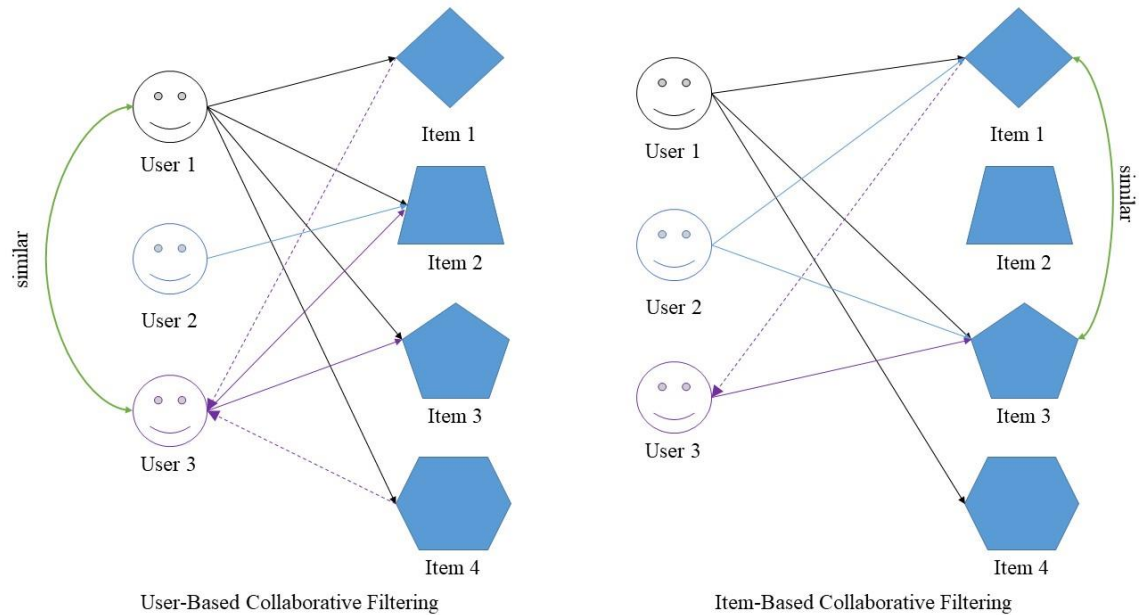 similar
User 1
User 2
User 3
Item 1
Item 2
Item 3
Item 4
User-Based Collaborative Filtering
User 1
User 2
User 3
Item 1
Item 2
Item 3
Item 4
similar
Item-Based Collaborative Filtering